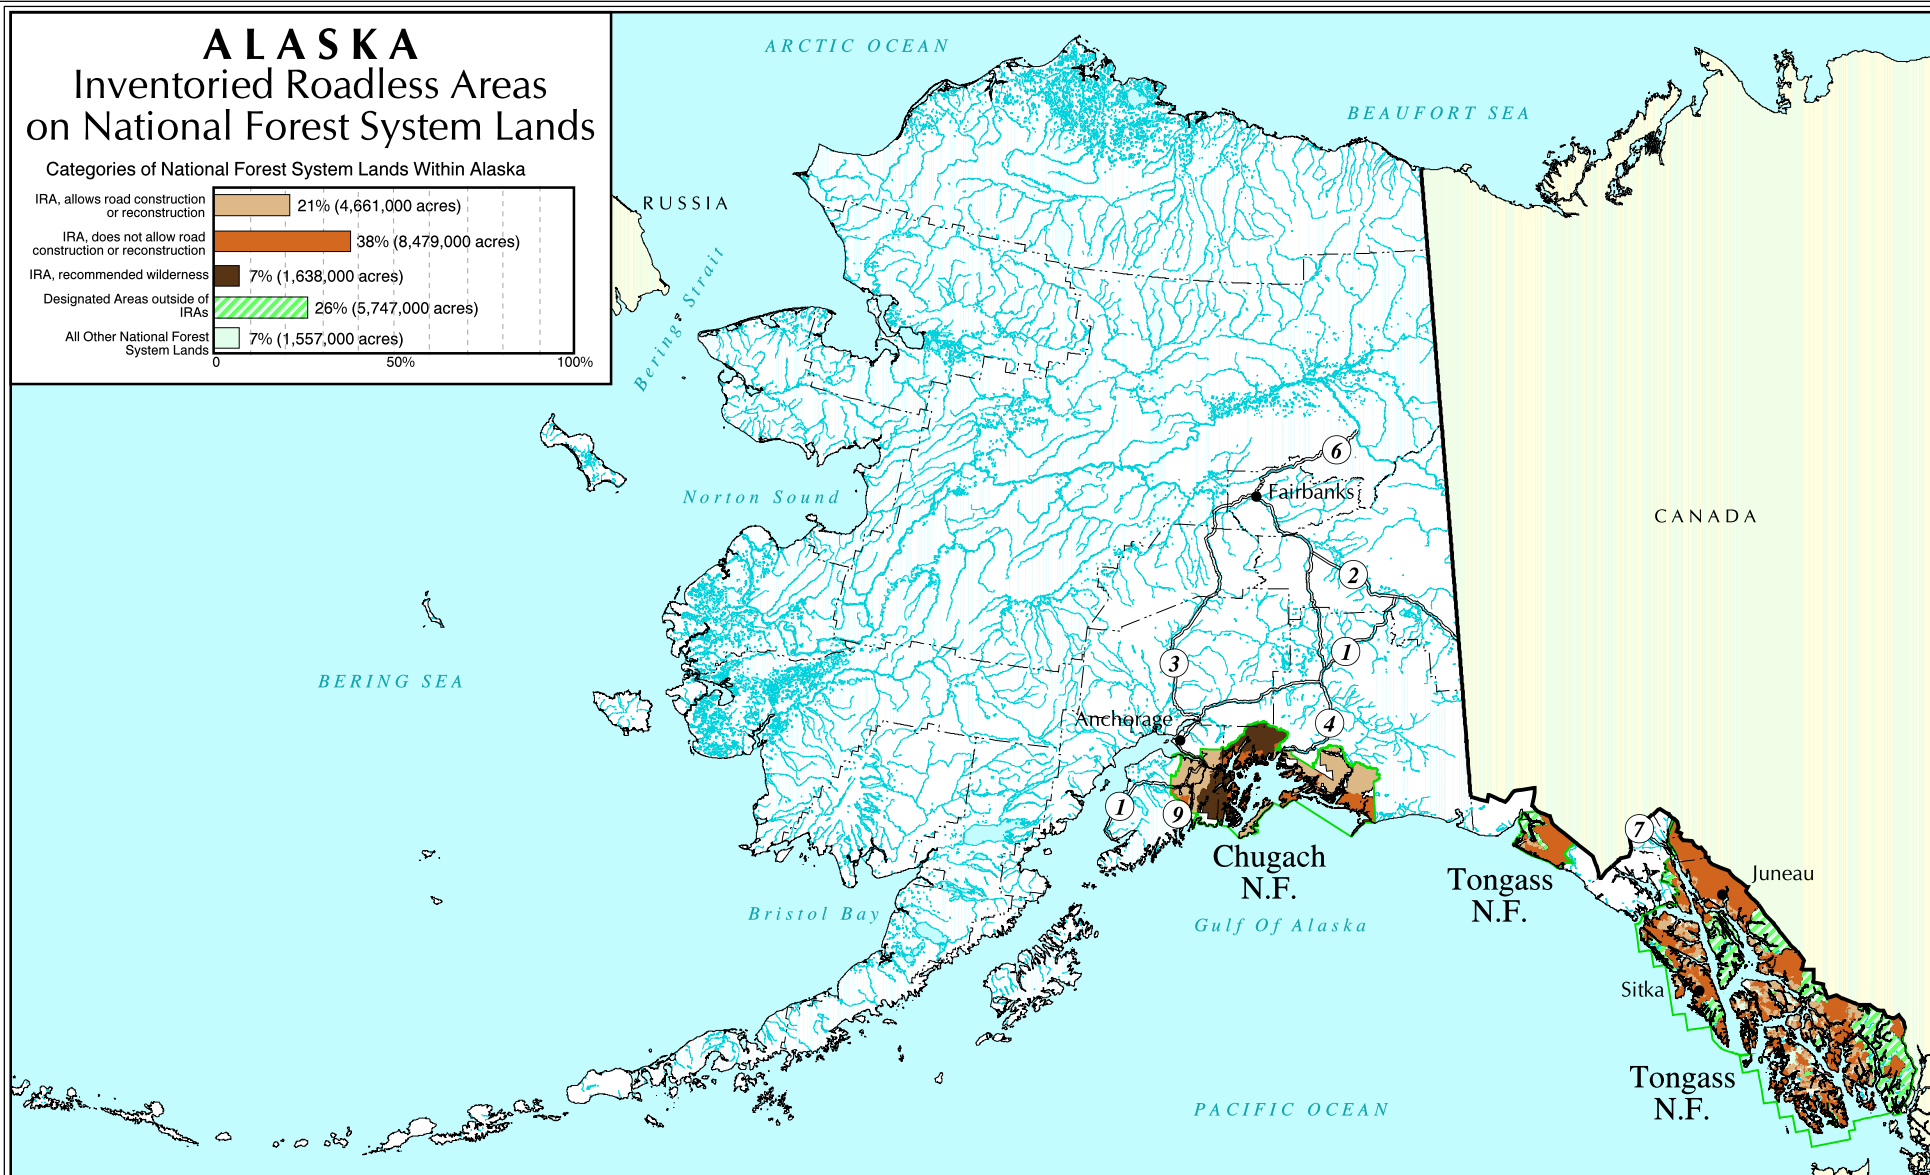 ALASKA
Inventoried Roadless Areas
on National Forest System Lands
Categories of National Forest System Lands Within Alaska
IRA, allows road construction
or reconstruction
21% (4,661,000 acres)
IRA, does not allow road
construction or reconstruction
38% (8,479,000 acres)
IRA, recommended wilderness
7% (1,638,000 acres)
Designated Areas outside of
IRAs
26% (5,747,000 acres)
All Other National Forest
System Lands
7% (1,557,000 acres)
0 50% 100%
ARCTIC OCEAN
BEAUFORT SEA
RUSSIA
Bering Strait
Norton Sound
6
Fairbanks
CANADA
2
1
3
BERING SEA
Anchorage
4
1
9
7
Chugach
N.F.
Tongass
N.F.
Juneau
Bristol Bay
Gulf Of Alaska
Sitka
Tongass
N.F.
PACIFIC OCEAN